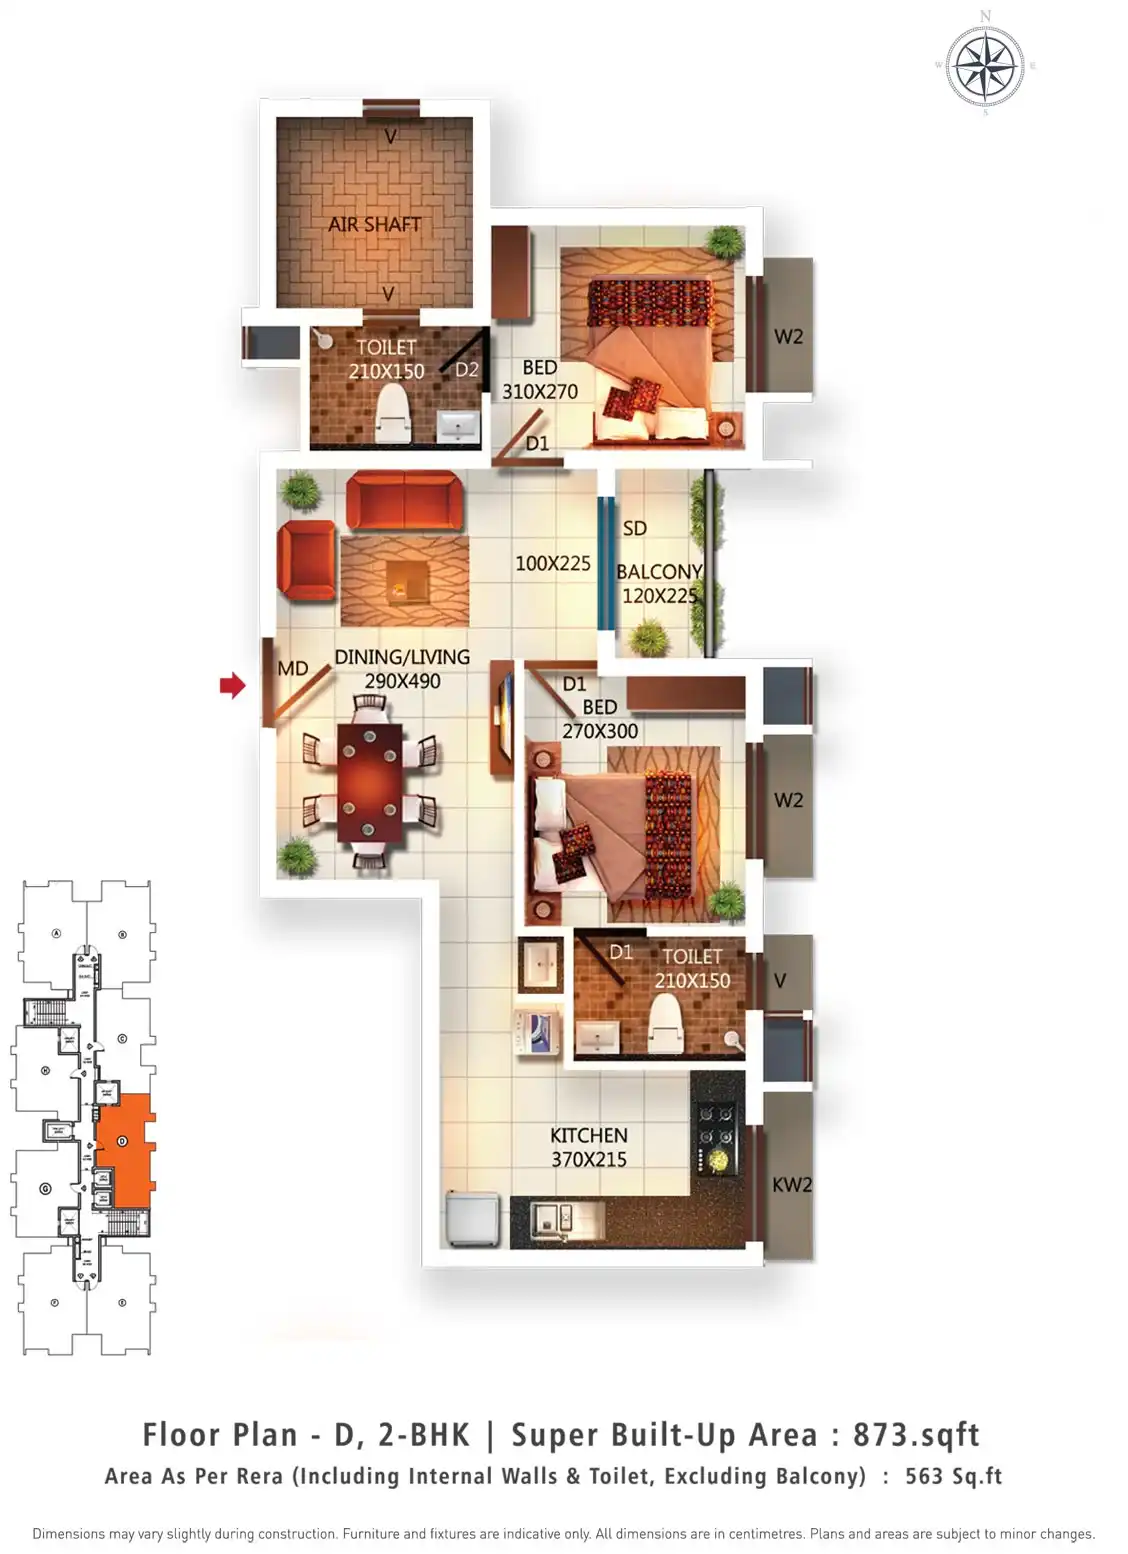 N
W
E
S
V
AIR SHAFT
V
TOILET
210X150
D2
BED
310X270
D1
W2
100X225
SD
BALCONY
120X225
MD
DINING/LIVING
290X490
D1
BED
270X300
W2
D1
TOILET
210X150
V
KITCHEN
370X215
KW2
A
B
C
H
D
G
F
E
Floor Plan - D, 2-BHK | Super Built-Up Area : 873.sqft
Area As Per Rera (Including Internal Walls & Toilet, Excluding Balcony) : 563 Sq.ft
Dimensions may vary slightly during construction. Furniture and fixtures are indicative only. All dimensions are in centimetres. Plans and areas are subject to minor changes.